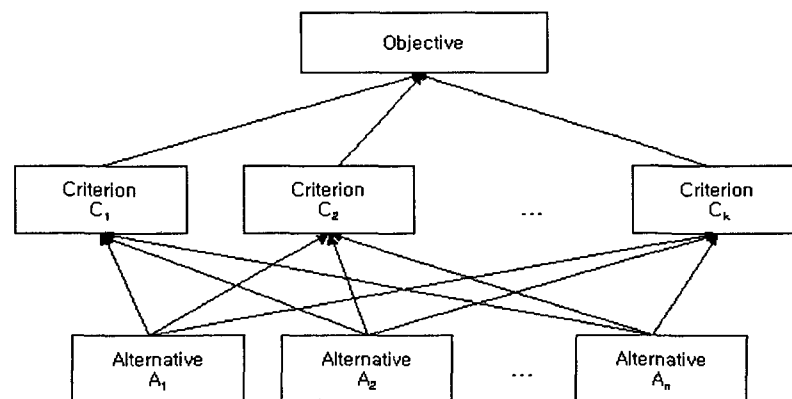 Objective
Criterion
C₁
Criterion
C₂
...
Criterion
Cₖ
Alternative
A₁
Alternative
A₂
...
Alternative
Aₙ